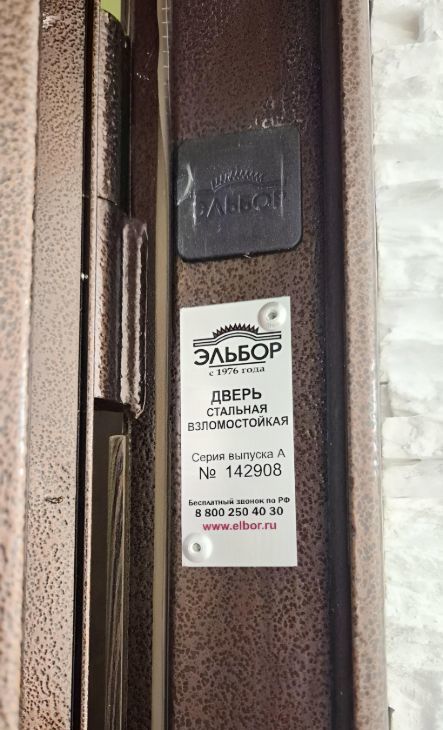 ЭЛЬБОР
ЭЛЬБОР
с 1976 года
ДВЕРЬ
СТАЛЬНАЯ
ВЗЛОМОСТОЙКАЯ
Серия выпуска А
№ 142908
Бесплатный звонок по РФ
8 800 250 40 30
www.elbor.ru